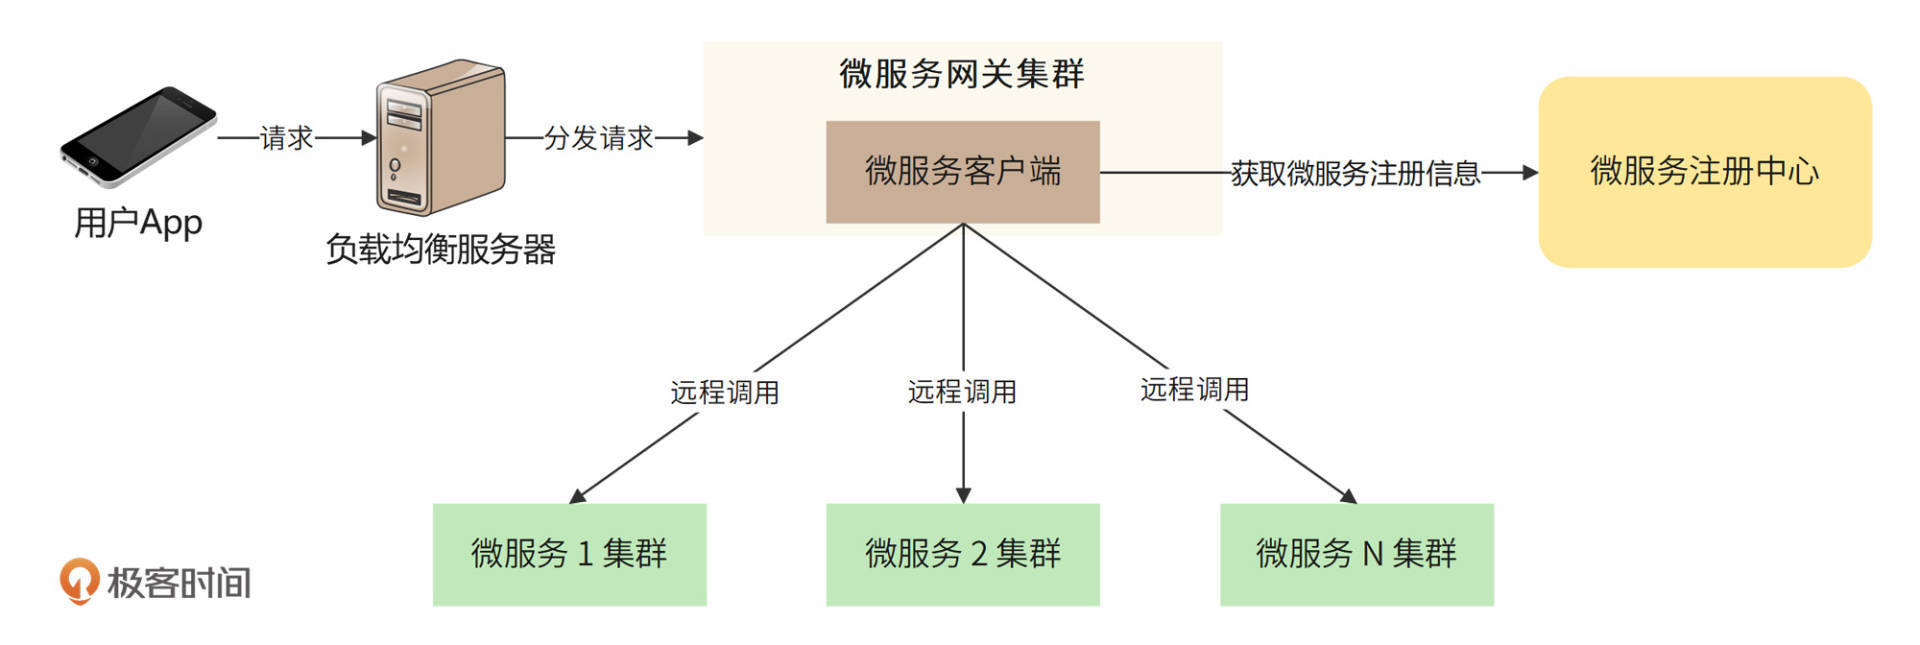 微服务网关集群
请求
分发请求
微服务客户端
获取微服务注册信息
微服务注册中心
用户App
负载均衡服务器
远程调用
远程调用
远程调用
微服务 1 集群
微服务 2 集群
微服务 N 集群
极客时间